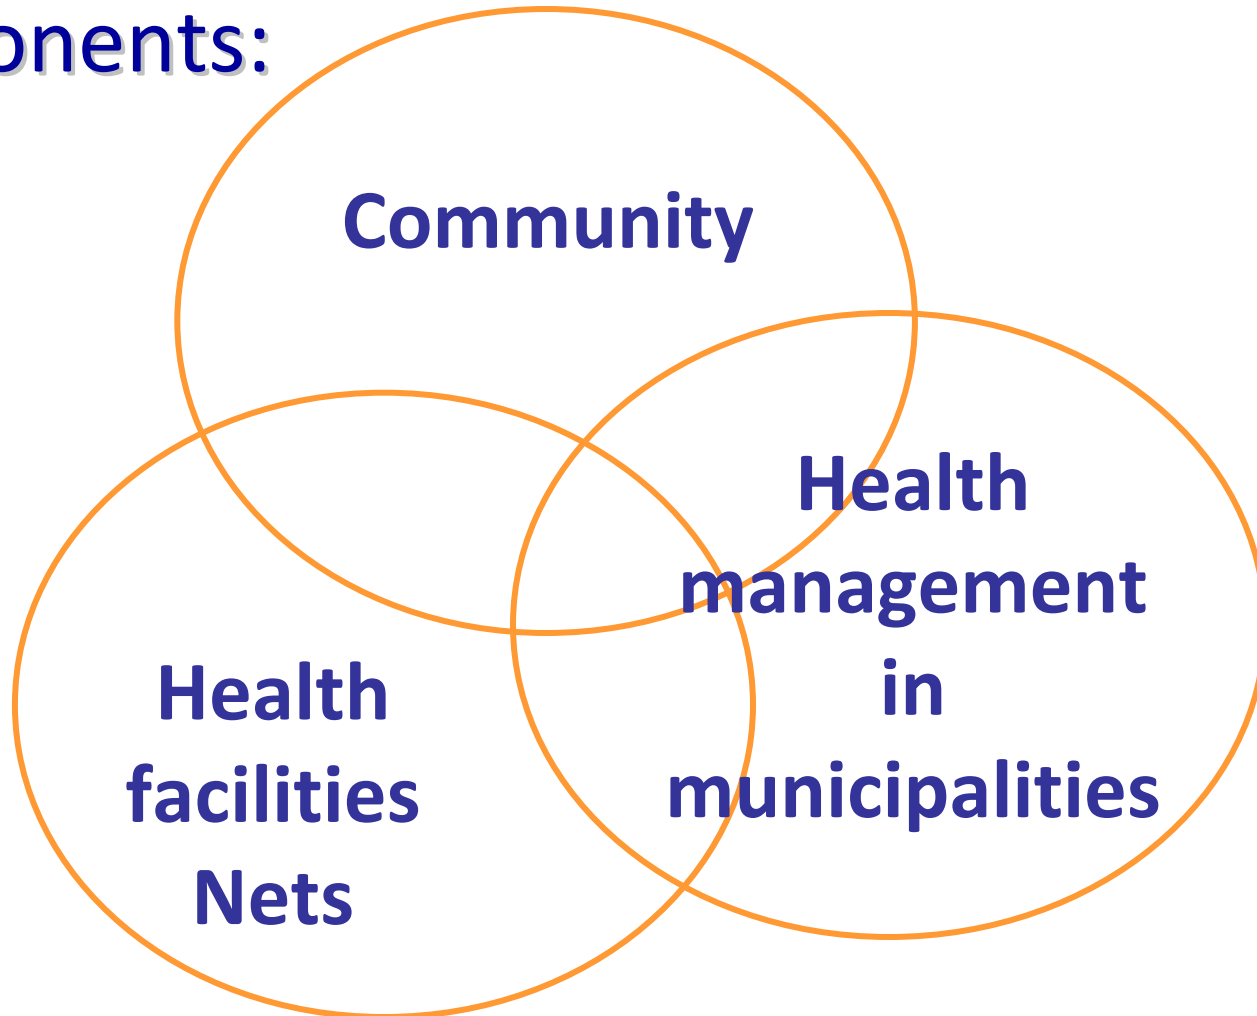 onents:
Community
Health
management
in
municipalities
Health
facilities
Nets